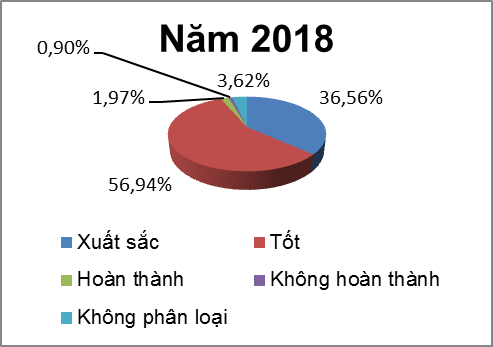 Năm 2018
0,90%
3,62%
1,97%
36,56%
56,94%
Xuất sắc
Tốt
Hoàn thành
Không hoàn thành
Không phân loại